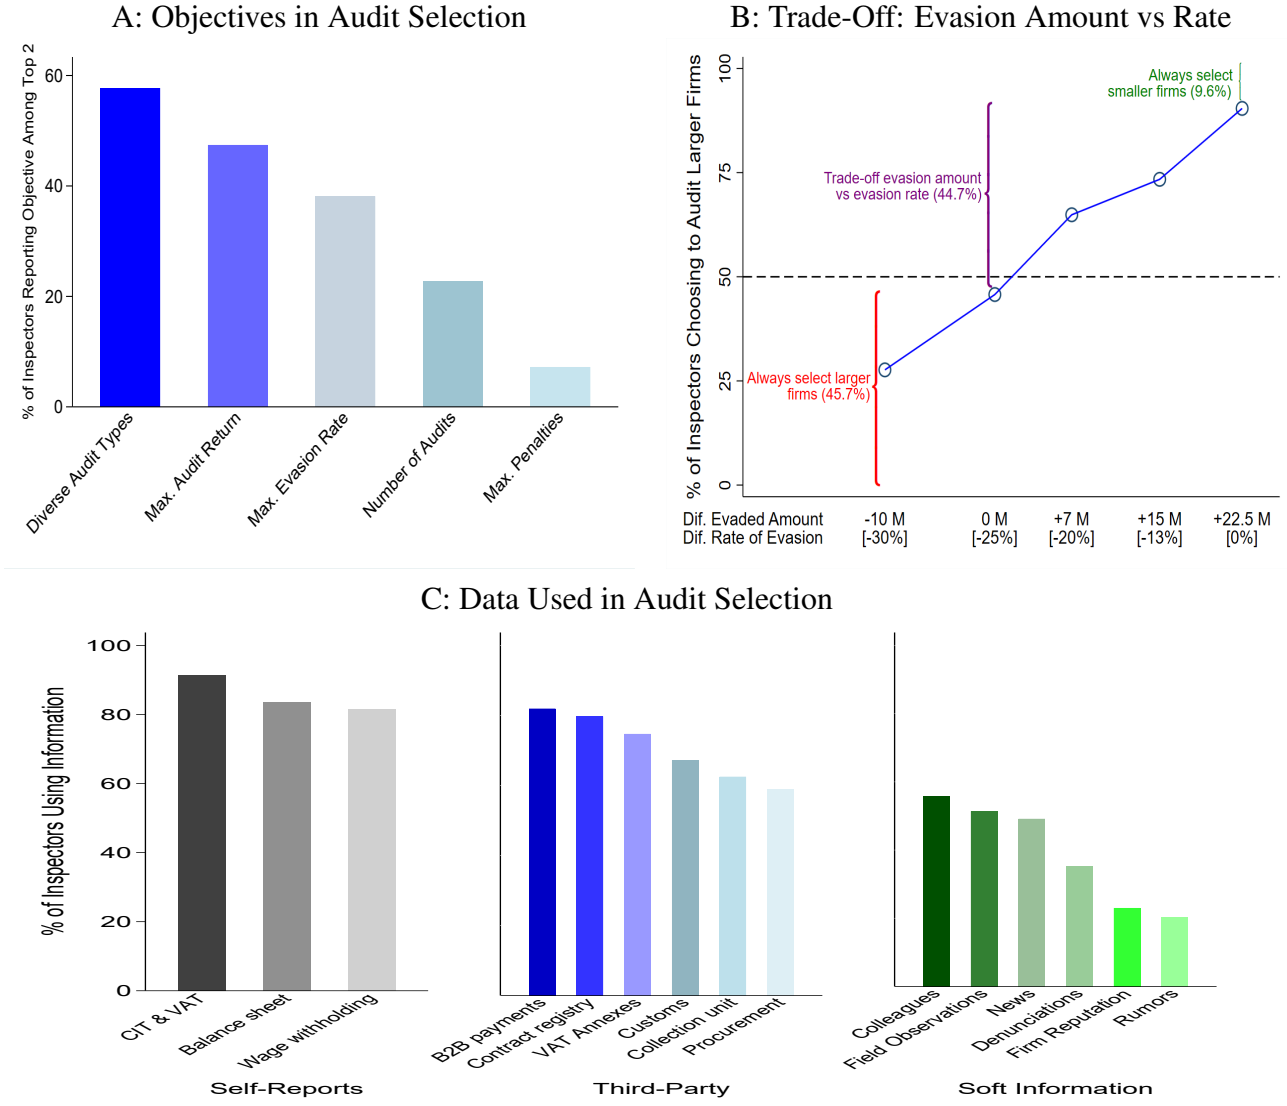 A: Objectives in Audit Selection
% of Inspectors Reporting Objective Among Top 2
60
40
20
0
Diverse Audit Types
Max. Audit Return
Max. Evasion Rate
Number of Audits
Max. Penalties
B: Trade-Off: Evasion Amount vs Rate
% of Inspectors Choosing to Audit Larger Firms
100
75
50
25
0
Always select
smaller firms (9.6%)
Trade-off evasion amount
vs evasion rate (44.7%)
Always select larger
firms (45.7%)
Dif. Evaded Amount -10 M 0 M +7 M +15 M +22.5 M
Dif. Rate of Evasion [-30%] [-25%] [-20%] [-13%] [0%]
C: Data Used in Audit Selection
% of Inspectors Using Information
100
80
60
40
20
0
CIT & VAT
Balance sheet
Wage withholding
Self-Reports
B2B payments
Contract registry
VAT Annexes
Customs
Collection unit
Procurement
Third-Party
Colleagues
Field Observations
News
Denunciations
Firm Reputation
Rumors
Soft Information